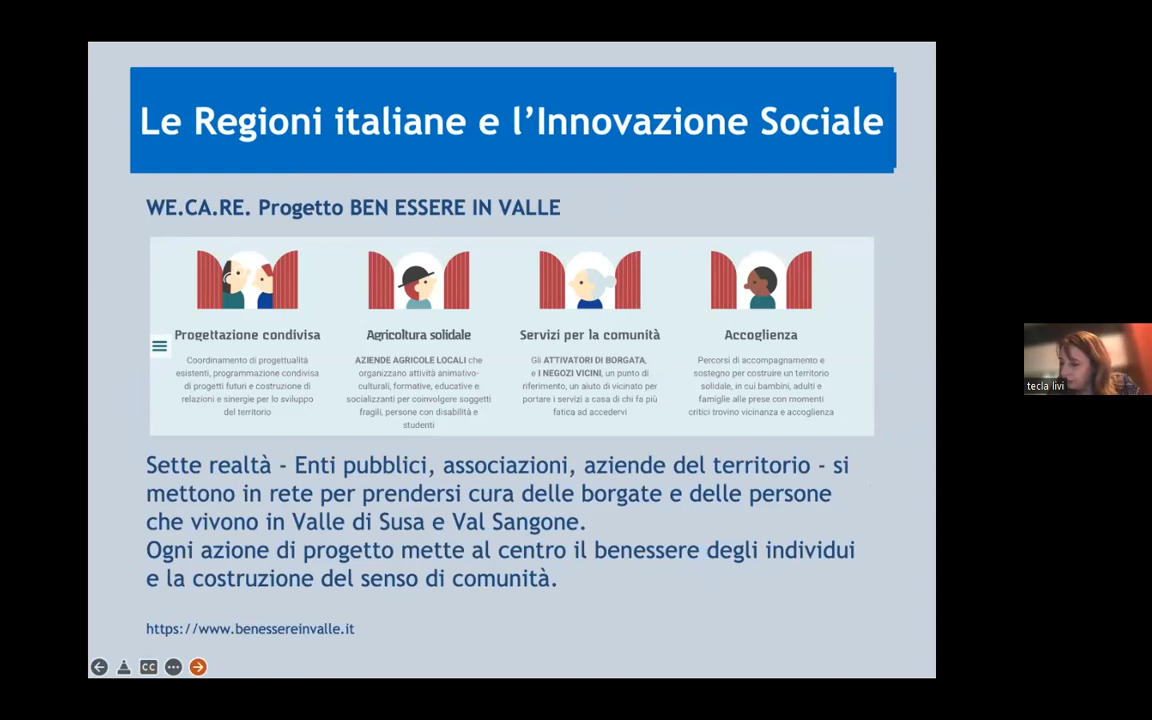 Le Regioni italiane e l’Innovazione Sociale
WE.CA.RE. Progetto BEN ESSERE IN VALLE
Progettazione condivisa
Coordinamento di progettualità
esistenti, programmazione condivisa
di progetti futuri e costruzione di
relazioni e sinergie per lo sviluppo
del territorio
Agricoltura solidale
AZIENDE AGRICOLE LOCALI che
organizzano attività animativo-
culturali, formative, educative e
socializzanti per coinvolgere soggetti
fragili, persone con disabilità e
studenti
Servizi per la comunità
Gli ATTIVATORI DI BORGATA,
e I NEGOZI VICINI, un punto di
riferimento, un aiuto di vicinato per
portare i servizi a casa di chi fa più
fatica ad accedervi
Accoglienza
Percorsi di accompagnamento e
sostegno per costruire un territorio
solidale, in cui bambini, adulti e
famiglie alle prese con momenti
critici trovino vicinanza e accoglienza
Sette realtà - Enti pubblici, associazioni, aziende del territorio - si
mettono in rete per prendersi cura delle borgate e delle persone
che vivono in Valle di Susa e Val Sangone.
Ogni azione di progetto mette al centro il benessere degli individui
e la costruzione del senso di comunità.
https://www.benessereinvalle.it
CC
tecla livi